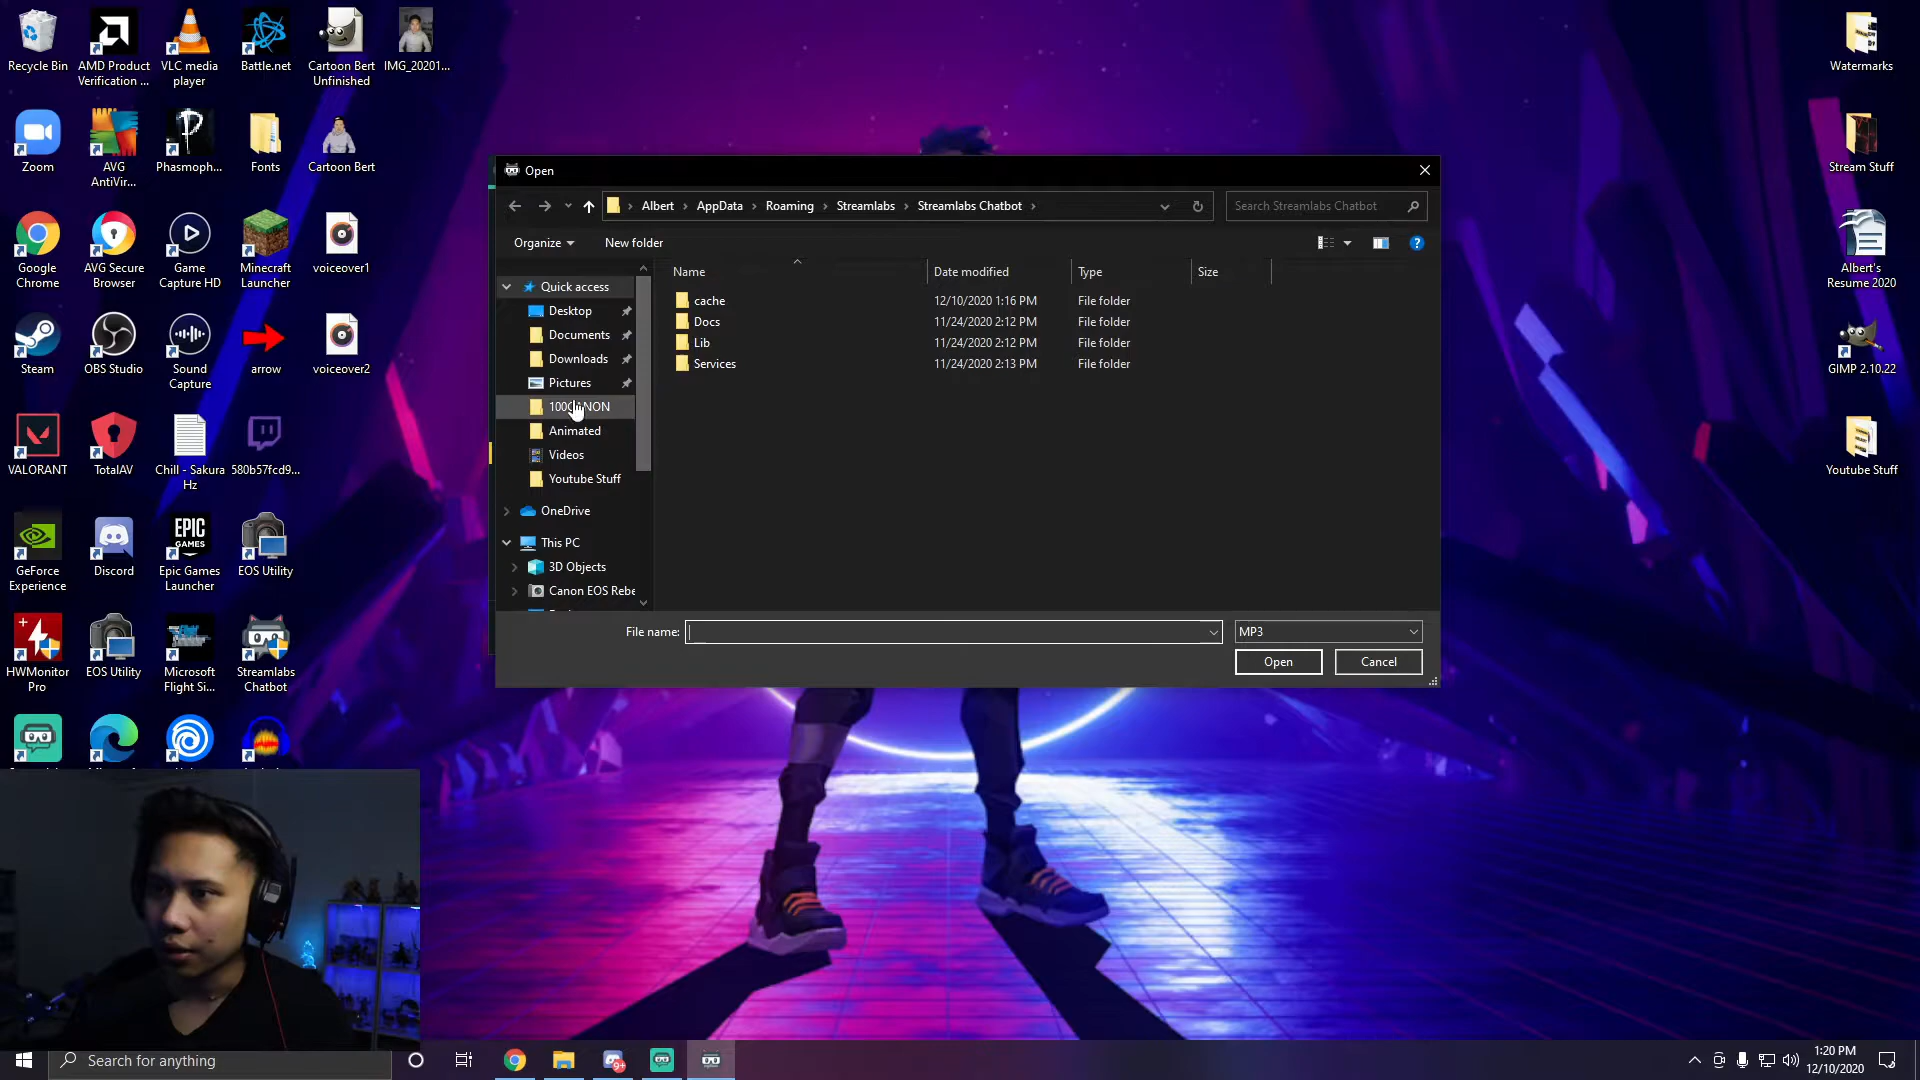 Recycle Bin
AMD Product
Verification ...
VLC media
player
Battle.net
Cartoon Bert
Unfinished
IMG_20201...
Watermarks
Zoom
AVG
AntiVir...
Phasmoph...
Fonts
Cartoon Bert
Stream Stuff
Google
Chrome
AVG Secure
Browser
Game
Capture HD
Minecraft
Launcher
voiceover1
Albert's
Resume 2020
Steam
OBS Studio
Sound
Capture
arrow
voiceover2
GIMP 2.10.22
VALORANT
TotalAV
Chill - Sakura
Hz
580b57fcd9...
Youtube Stuff
GeForce
Experience
Discord
EPIC
GAMES
Epic Games
Launcher
EOS Utility
HWMonitor
Pro
EOS Utility
Microsoft
Flight Si...
Streamlabs
Chatbot
Open
Albert
AppData
Roaming
Streamlabs
Streamlabs Chatbot
Search Streamlabs Chatbot
Organize
New folder
Quick access
Desktop
Documents
Downloads
Pictures
Animated
Videos
Youtube Stuff
OneDrive
This PC
3D Objects
Canon EOS Rebe
Name
Date modified
Type
Size
cache
12/10/2020 1:16 PM
File folder
Docs
11/24/2020 2:12 PM
File folder
Lib
11/24/2020 2:12 PM
File folder
Services
11/24/2020 2:13 PM
File folder
File name:
MP3
Open
Cancel
Search for anything
9+
1:20 PM
12/10/2020